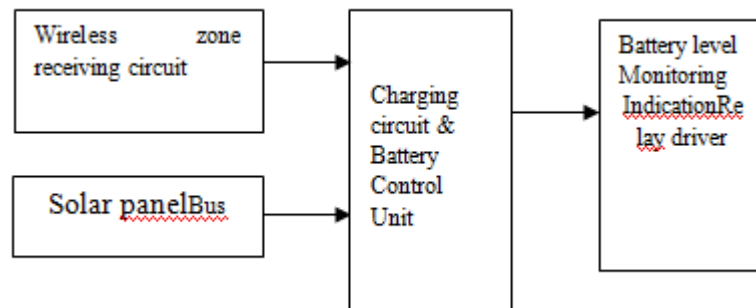 Wireless zone
receiving circuit
Solar panelBus
Charging
circuit &
Battery
Control
Unit
Battery level
Monitoring
IndicationRe
lay driver